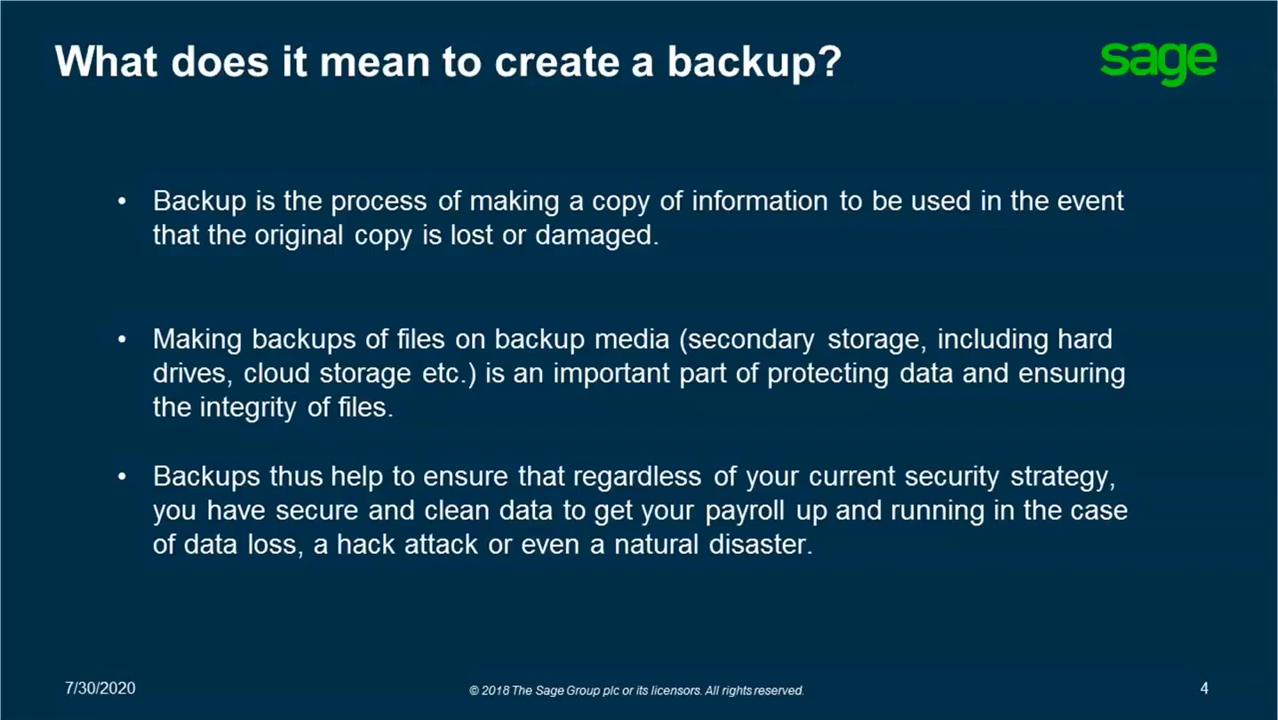 What does it mean to create a backup?
sage
• Backup is the process of making a copy of information to be used in the event
that the original copy is lost or damaged.
• Making backups of files on backup media (secondary storage, including hard
drives, cloud storage etc.) is an important part of protecting data and ensuring
the integrity of files.
• Backups thus help to ensure that regardless of your current security strategy,
you have secure and clean data to get your payroll up and running in the case
of data loss, a hack attack or even a natural disaster.
7/30/2020
© 2018 The Sage Group plc or its licensors. All rights reserved.
4